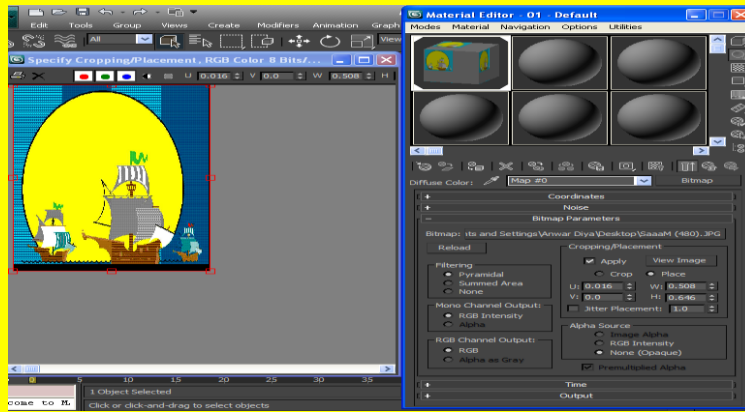 Edit Tools Group Views Create Modifiers Animation Graph
All View
Specify Cropping/Placement, RGB Color 8 Bits/...
U 0.016 V 0.0 W 0.508 H
0 5 10 15 20 25 30 35
1 Object Selected
Click or click-and-drag to select objects
come to M.
Material Editor - 01 - Default
Modes Material Navigation Options Utilities
Diffuse Color: Map #0 Bitmap
+ Coordinates
+ Noise
- Bitmap Parameters
Bitmap: its and Settings\Anwar Diya\Desktop\SaaaM (480).JPG
Reload
Cropping/Placement
Apply View Image
Crop Place
U: 0.016 W: 0.508
V: 0.0 H: 0.646
Jitter Placement: 1.0
Filtering
Pyramidal
Summed Area
None
Mono Channel Output:
RGB Intensity
Alpha
RGB Channel Output:
RGB
Alpha as Gray
Alpha Source
Image Alpha
RGB Intensity
None (Opaque)
Premultiplied Alpha
+ Time
+ Output